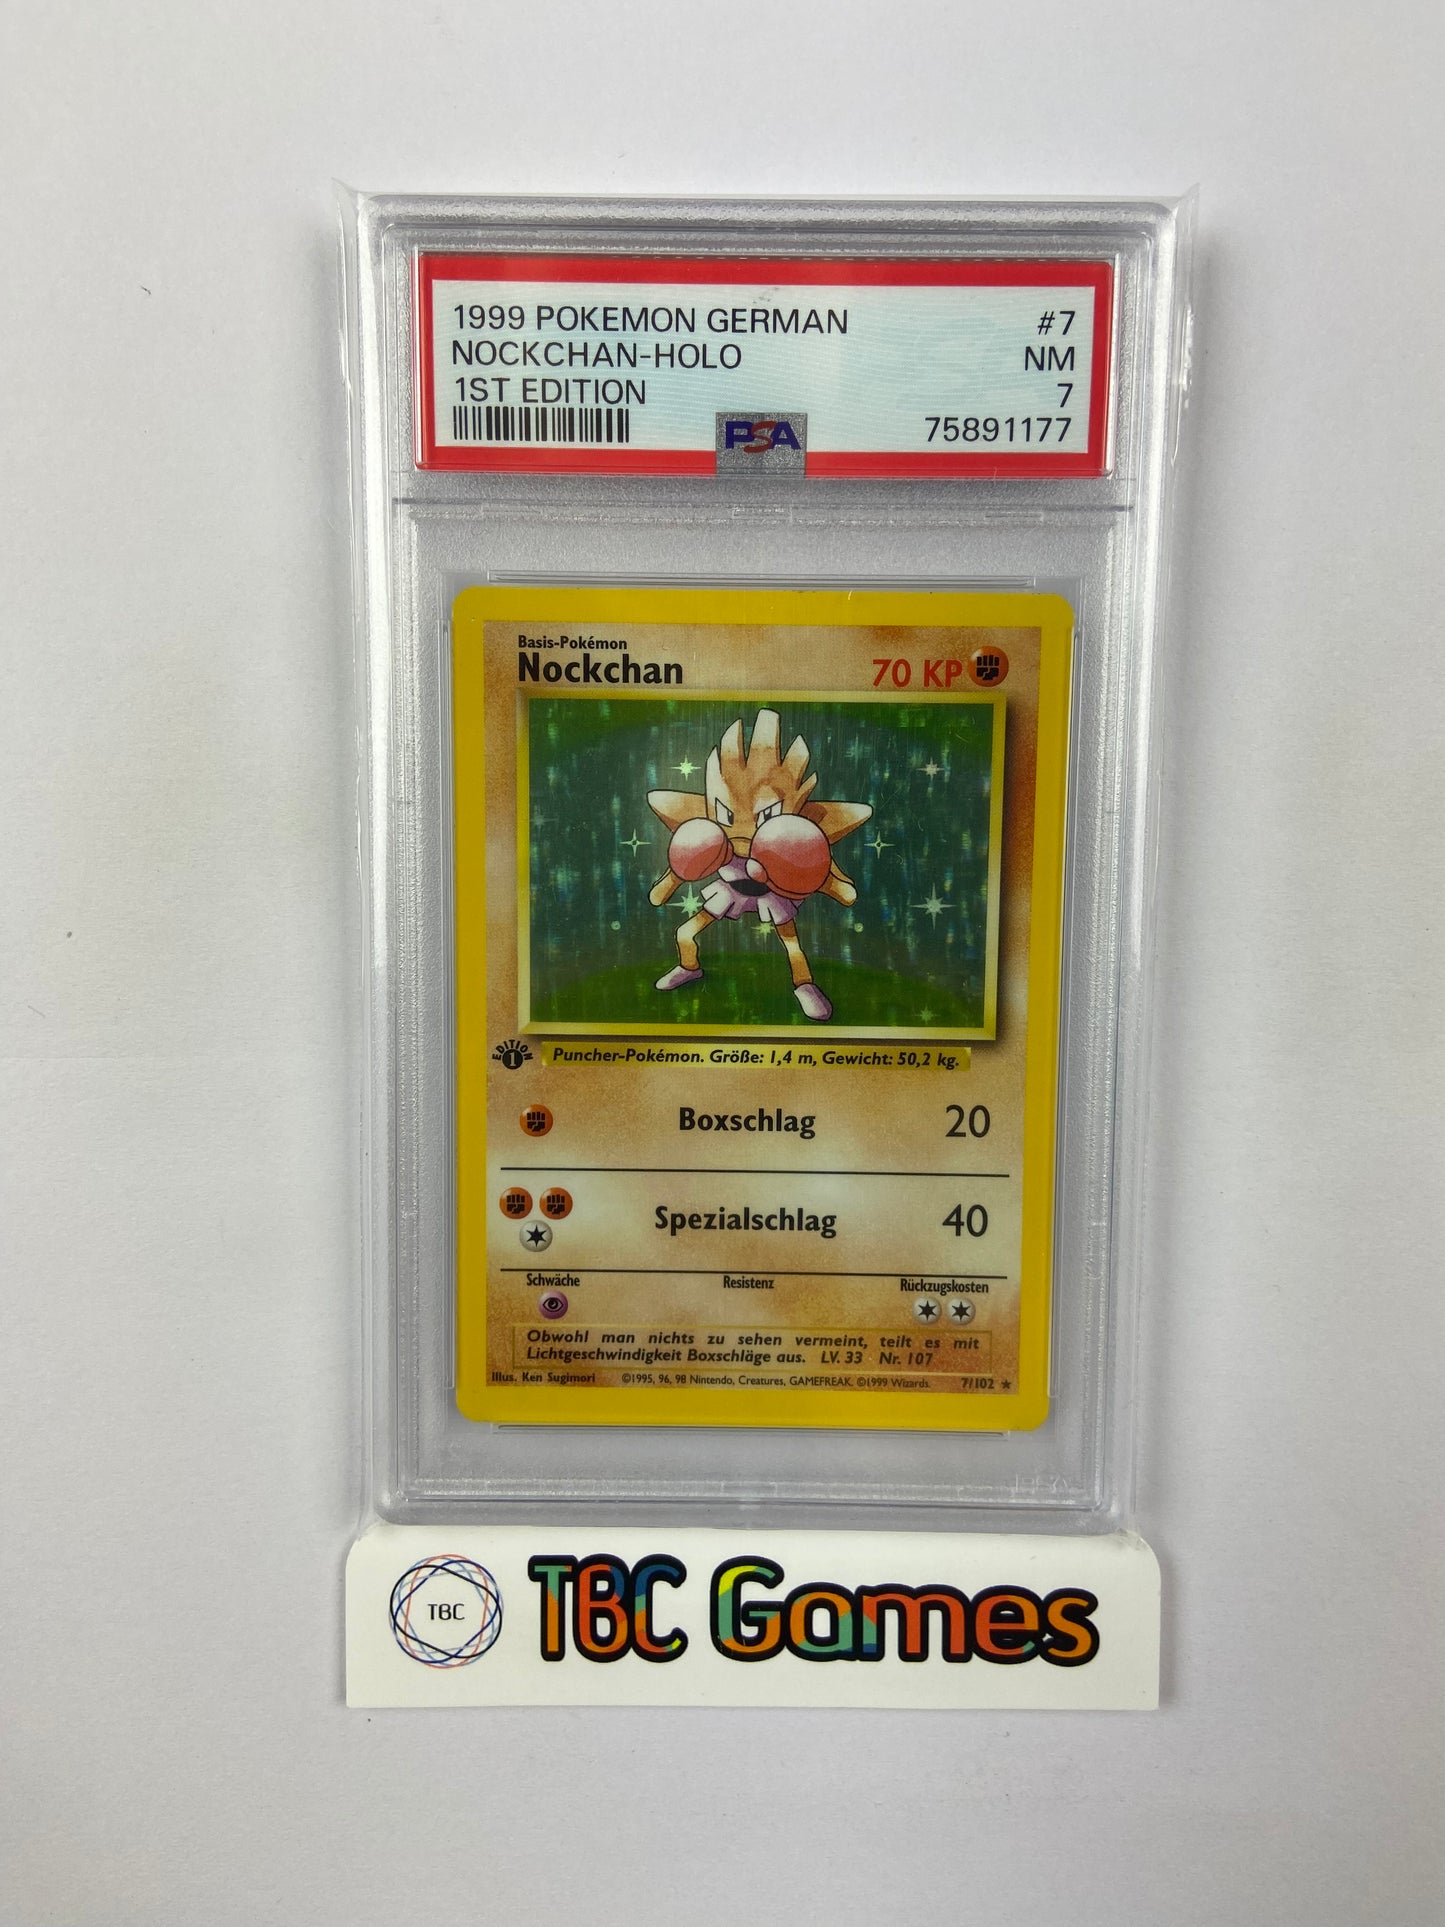 1999 POKEMON GERMAN #7
NOCKCHAN-HOLO NM
1ST EDITION 7
PSA 75891177
Basis-Pokémon
Nockchan 70 KP
EDITION 1
Puncher-Pokémon. Größe: 1,4 m, Gewicht: 50,2 kg.
Boxschlag 20
Spezialschlag 40
Schwäche Resistenz Rückzugskosten
Obwohl man nichts zu sehen vermeint, teilt es mit
Lichtgeschwindigkeit Boxschläge aus. LV. 33 Nr. 107
Illus. Ken Sugimori ©1995, 96, 98 Nintendo, Creatures, GAMEFREAK. ©1999 Wizards. 7/102 ★
TBC TBC Games